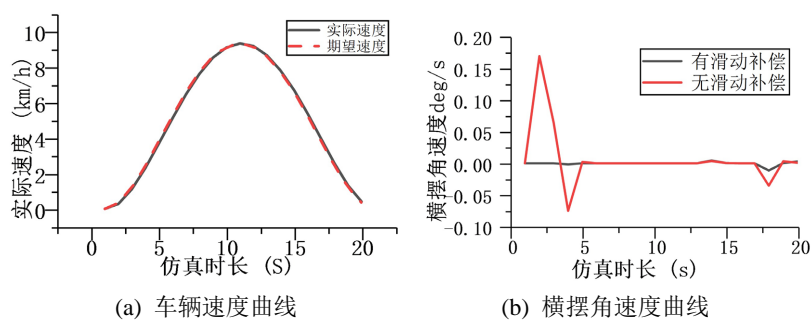 实际速度
期望速度
10
8
6
4
2
0
实际速度 (km/h)
0 5 10 15 20
仿真时长 (S)
(a) 车辆速度曲线
有滑动补偿
无滑动补偿
0.20
0.15
0.10
0.05
0.00
-0.05
-0.10
横摆角速度deg/s
0 5 10 15 20
仿真时长 (s)
(b) 横摆角速度曲线